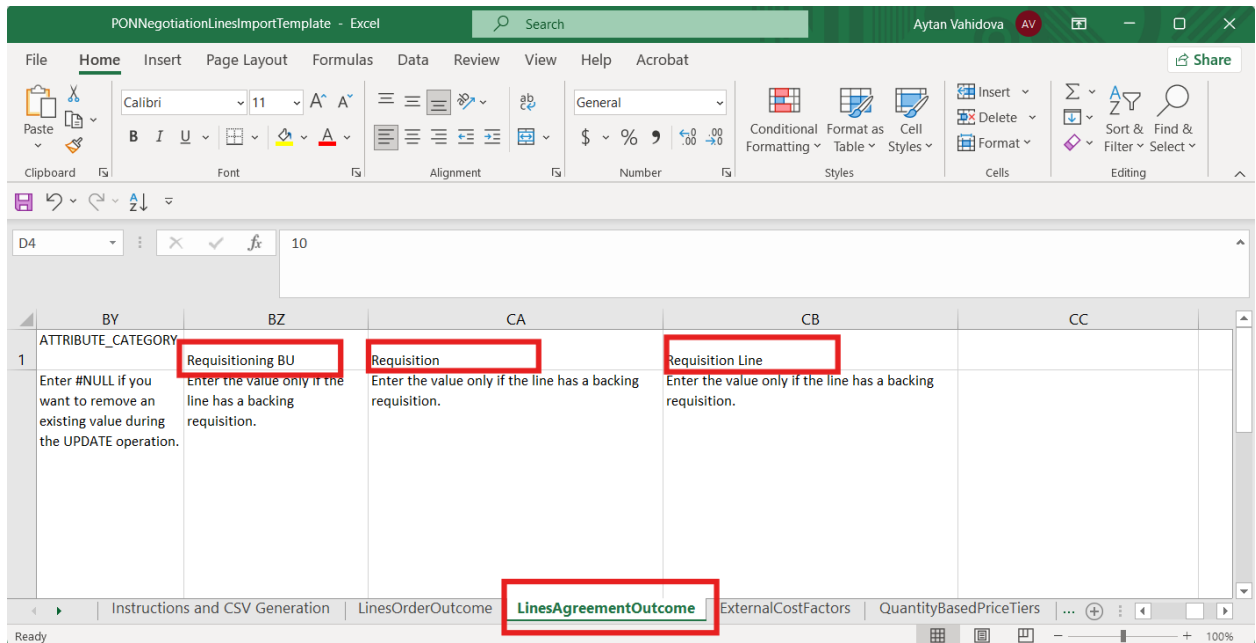 PONNegotiationLinesImportTemplate - Excel
Search
Aytan Vahidova
AV
File Home Insert Page Layout Formulas Data Review View Help Acrobat
Share
Paste
Calibri
11
A^ A˅
B I U
A
ab
General
$ % 9
.00
.00
Conditional
Formatting
Format as
Table
Cell
Styles
Insert
Delete
Format
Sort &
Filter
Find &
Select
Clipboard
Font
Alignment
Number
Styles
Cells
Editing
D4
fx
10
BY BZ CA CB CC
1
ATTRIBUTE_CATEGORY
Requisitioning BU
Requisition
Requisition Line
Enter #NULL if you
want to remove an
existing value during
the UPDATE operation.
Enter the value only if the
line has a backing
requisition.
Enter the value only if the line has a backing
requisition.
Enter the value only if the line has a backing
requisition.
Instructions and CSV Generation
LinesOrderOutcome
LinesAgreementOutcome
ExternalCostFactors
QuantityBasedPriceTiers
...
Ready
100%